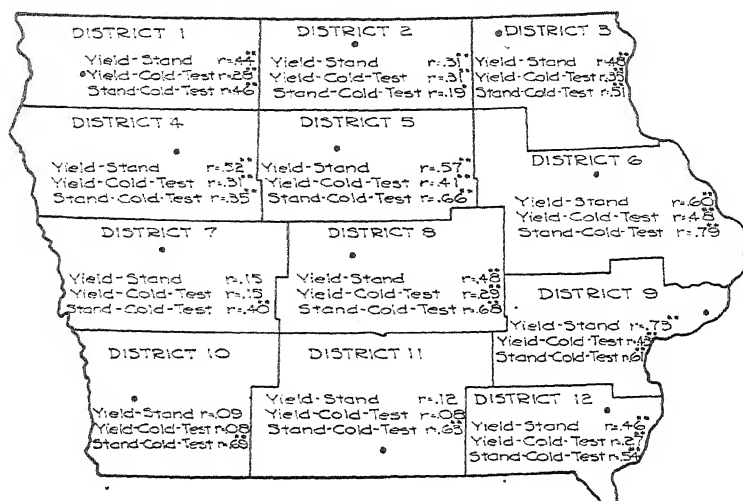 DISTRICT 1
Yield-Stand r=.44**
Yield-Cold-Test r=.28**
Stand-Cold-Test r=.46**
DISTRICT 2
Yield-Stand r=.31**
Yield-Cold-Test r=.31**
Stand-Cold-Test r=.19*
DISTRICT 3
Yield-Stand r=.48**
Yield-Cold-Test r=.35**
Stand-Cold-Test r=.51**
DISTRICT 4
Yield-Stand r=.52**
Yield-Cold-Test r=.31**
Stand-Cold-Test r=.35**
DISTRICT 5
Yield-Stand r=.57**
Yield-Cold-Test r=.41**
Stand-Cold-Test r=.66**
DISTRICT 6
Yield-Stand r=.60**
Yield-Cold-Test r=.48**
Stand-Cold-Test r=.79**
DISTRICT 7
Yield-Stand r=.15
Yield-Cold-Test r=.15
Stand-Cold-Test r=.40**
DISTRICT 8
Yield-Stand r=.48**
Yield-Cold-Test r=.29**
Stand-Cold-Test r=.68**
DISTRICT 9
Yield-Stand r=.73**
Yield-Cold-Test
Stand-Cold-Test r=.61**
DISTRICT 10
Yield-Stand r=.09
Yield-Cold-Test r=.08
Stand-Cold-Test
DISTRICT 11
Yield-Stand r=.12
Yield-Cold-Test r=.08
Stand-Cold-Test r=.63**
DISTRICT 12
Yield-Stand r=.46**
Yield-Cold-Test r=.27**
Stand-Cold-Test r=.54**